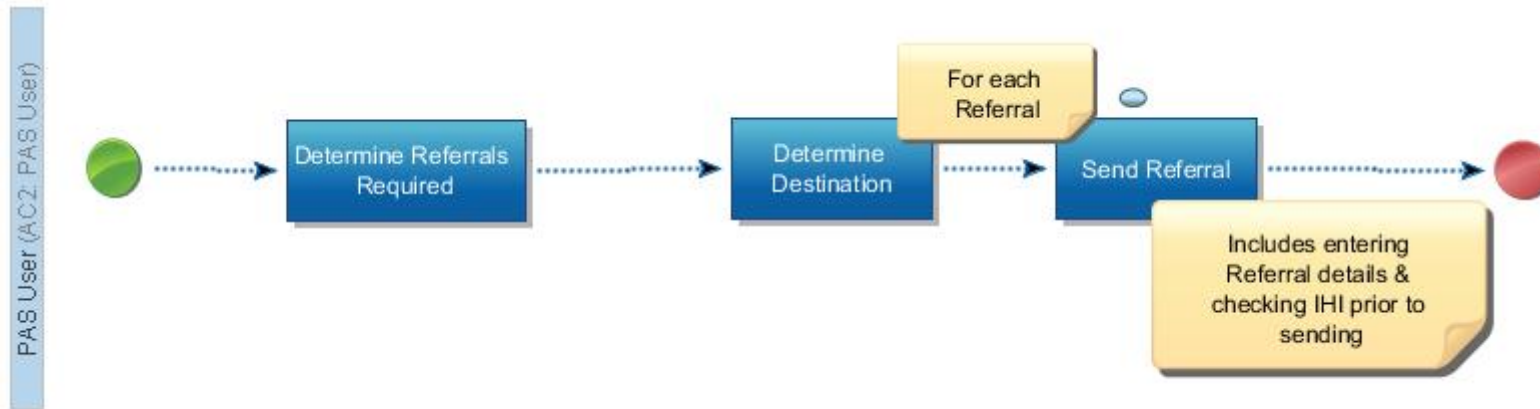 PAS User (AC2: PAS User)
Determine Referrals
Required
Determine
Destination
For each
Referral
Send Referral
Includes entering
Referral details &
checking IHI prior to
sending